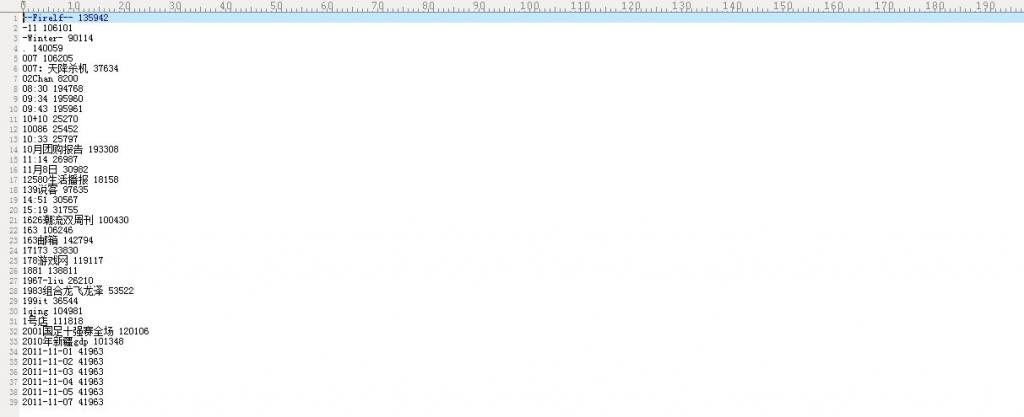 0 10 20 30 40 50 60 70 80 90 100 110 120 130 140 150 160 170 180 190
1 --Firelf-- 135942
2 -11 106101
3 -Winter- 90114
4 . 140059
5 007 106205
6 007：天降杀机 37634
7 02Chan 8200
8 08:30 194768
9 09:34 195960
10 09:43 195961
11 10+10 25270
12 10086 25452
13 10:33 25797
14 10月团购报告 193308
15 11:14 26987
16 11月8日 30982
17 12580生活播报 18158
18 139说客 97635
19 14:51 30567
20 15:19 31755
21 1626潮流双周刊 100430
22 163 106246
23 163邮箱 142794
24 17173 33830
25 178游戏网 119117
26 1881 138811
27 1967-liu 26210
28 1983组合龙飞龙泽 53522
29 199it 36544
30 1qing 104981
31 1号店 111818
32 2001国足十强赛全场 120106
33 2010年新疆gdp 101348
34 2011-11-01 41963
35 2011-11-02 41963
36 2011-11-03 41963
37 2011-11-04 41963
38 2011-11-05 41963
39 2011-11-07 41963